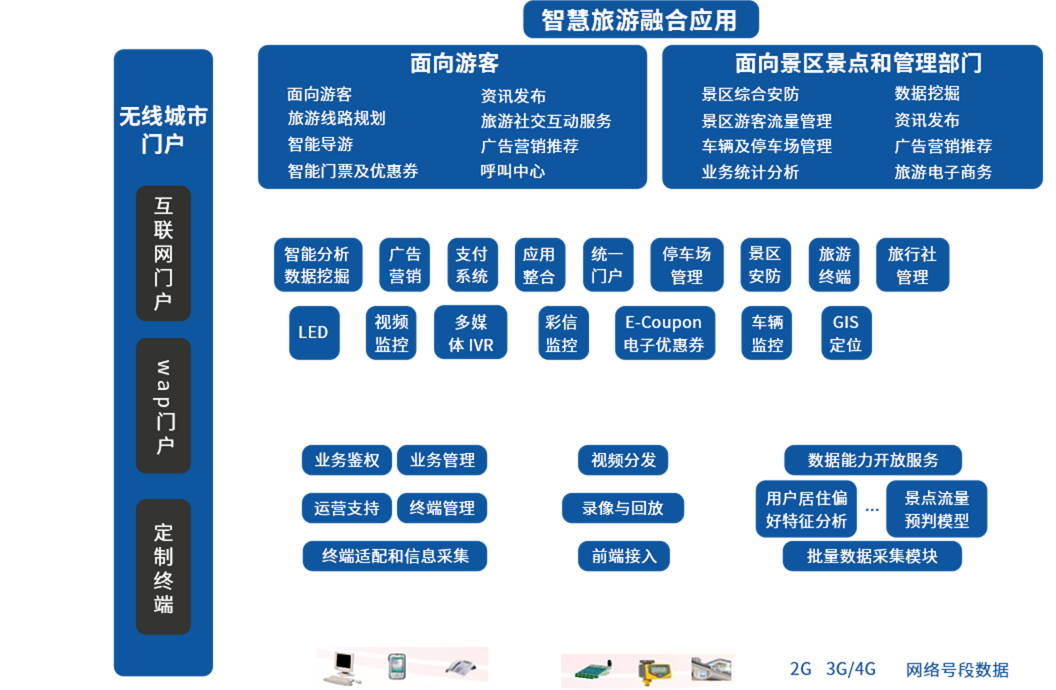 智慧旅游融合应用
无线城市
门户
互联网门户
wap门户
定制终端
面向游客
面向游客
旅游线路规划
智能导游
智能门票及优惠券
资讯发布
旅游社交互动服务
广告营销推荐
呼叫中心
面向景区景点和管理部门
景区综合安防
景区游客流量管理
车辆及停车场管理
业务统计分析
数据挖掘
资讯发布
广告营销推荐
旅游电子商务
智能分析
数据挖掘
广告
营销
支付
系统
应用
整合
统一
门户
停车场
管理
景区
安防
旅游
终端
旅行社
管理
LED
视频
监控
多媒
体 IVR
彩信
监控
E-Coupon
电子优惠券
车辆
监控
GIS
定位
业务鉴权
业务管理
运营支持
终端管理
终端适配和信息采集
视频分发
录像与回放
前端接入
数据能力开放服务
用户居住偏
好特征分析
...
景点流量
预判模型
批量数据采集模块
2G 3G/4G 网络号段数据